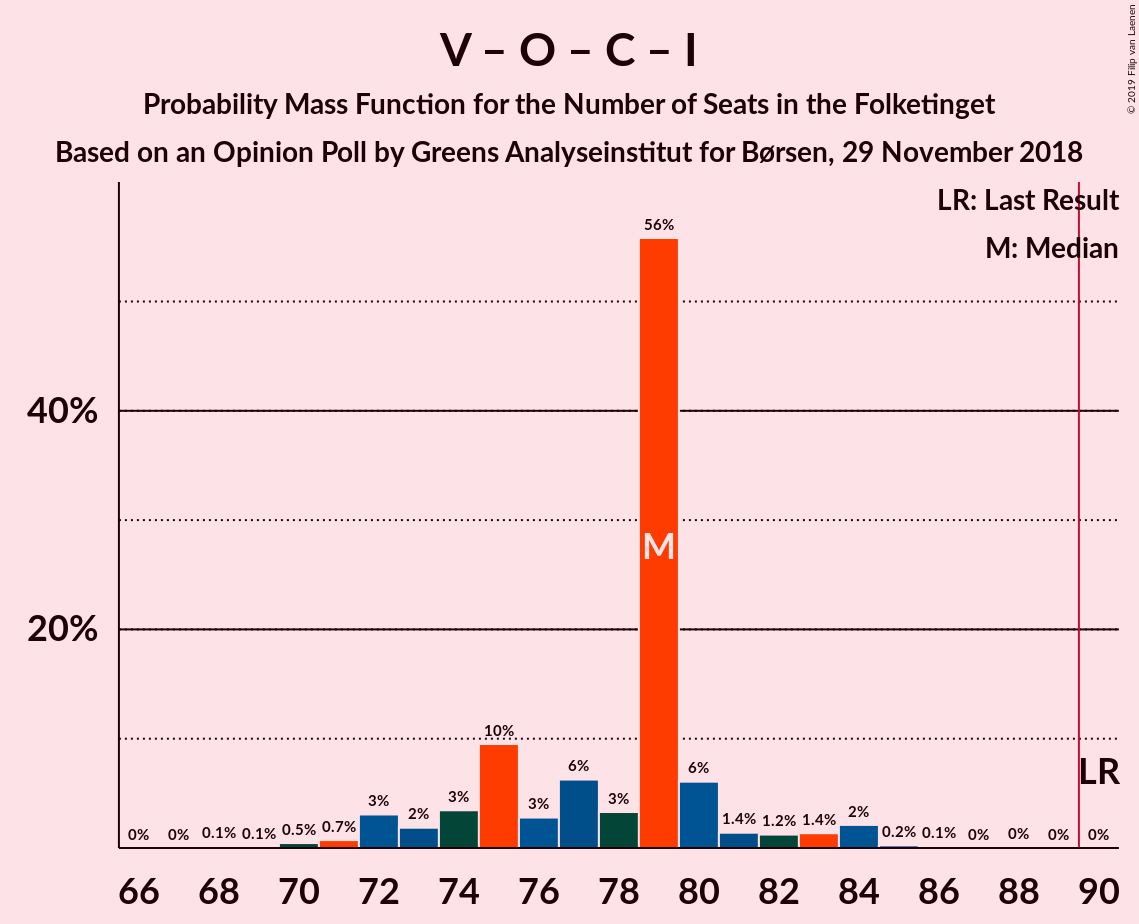 V – O – C – I
Probability Mass Function for the Number of Seats in the Folketinget
Based on an Opinion Poll by Greens Analyseinstitut for Børsen, 29 November 2018
© 2019 Filip van Laenen
LR: Last Result
M: Median
56%
40%
M
20%
10%
LR
6% 6%
3% 2% 3% 3% 3% 1.4% 1.2% 1.4% 2%
0% 0% 0.1% 0.1% 0.5% 0.7% 0.2% 0.1% 0% 0% 0% 0%
66 68 70 72 74 76 78 80 82 84 86 88 90